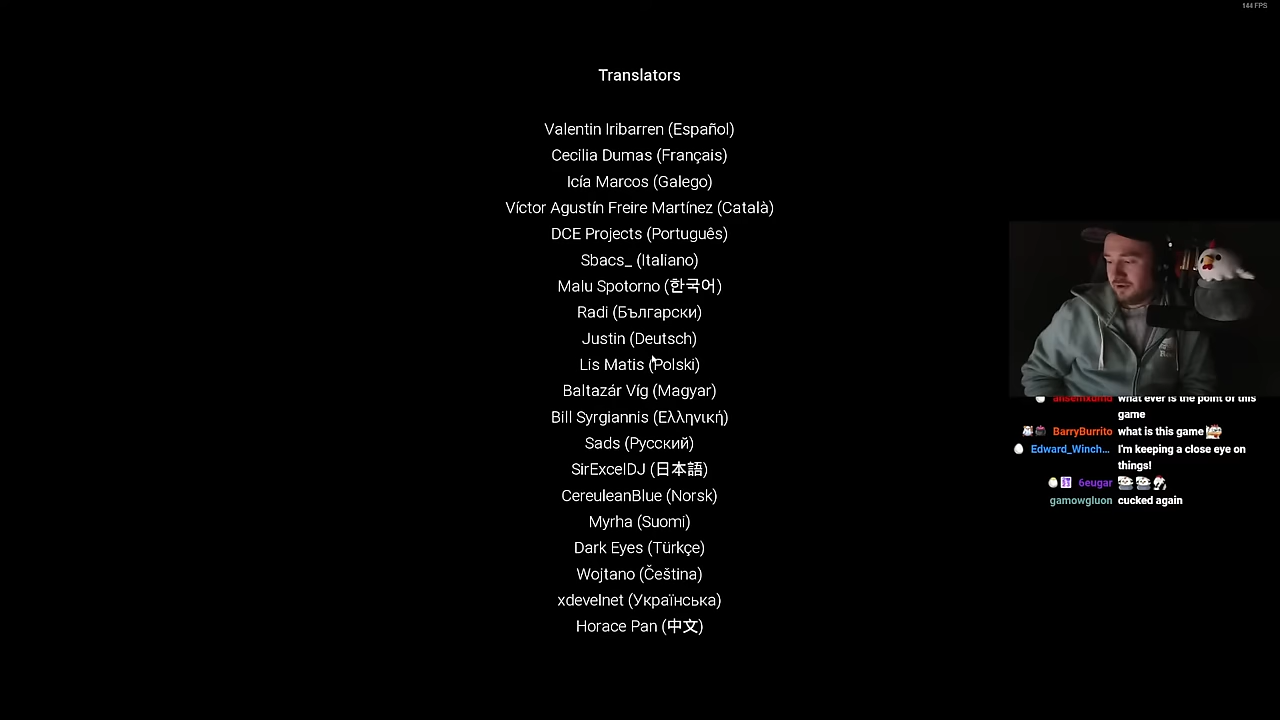 144 FPS
Translators
Valentin Iribarren (Español)
Cecilia Dumas (Français)
Icía Marcos (Galego)
Víctor Agustín Freire Martínez (Català)
DCE Projects (Português)
Sbacs_ (Italiano)
Malu Spotorno (한국어)
Radi (Български)
Justin (Deutsch)
Lis Matis (Polski)
Baltazár Víg (Magyar)
Bill Syrgiannis (Ελληνική)
Sads (Русский)
SirExcelDJ (日本語)
CereuleanBlue (Norsk)
Myrha (Suomi)
Dark Eyes (Türkçe)
Wojtano (Čeština)
xdevelnet (Українська)
Horace Pan (中文)
what ever is the point of this
game
BarryBurrito what is this game
Edward_Winch... I'm keeping a close eye on
things!
6eugar
gamowgluon cucked again